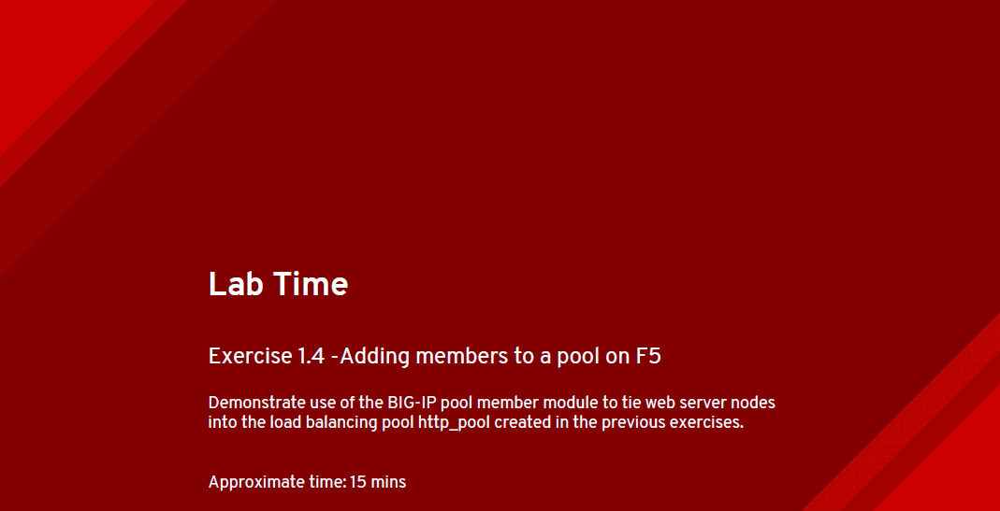 Lab Time
Exercise 1.4 -Adding members to a pool on F5
Demonstrate use of the BIG-IP pool member module to tie web server nodes
into the load balancing pool http_pool created in the previous exercises.
Approximate time: 15 mins